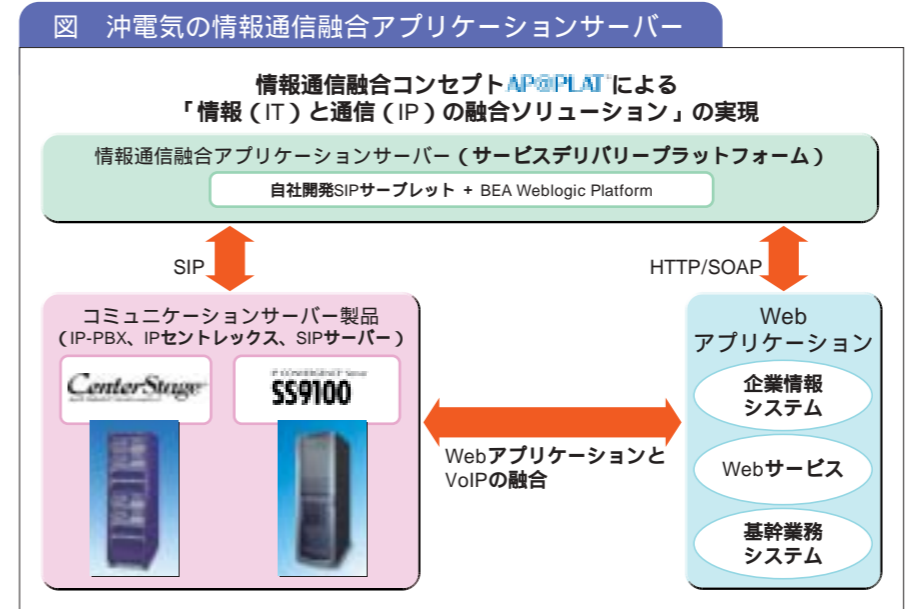 図 沖電気の情報通信融合アプリケーションサーバー
情報通信融合コンセプトAP@PLATによる
「情報(IT)と通信(IP)の融合ソリューション」の実現
情報通信融合アプリケーションサーバー(サービスデリバリープラットフォーム)
自社開発SIPサーブレット + BEA Weblogic Platform
SIP
HTTP/SOAP
コミュニケーションサーバー製品
(IP-PBX、IPセントレックス、SIPサーバー)
CenterStage
IP CONVERGENCE Server
SS9100
Webアプリケーションと
VoIPの融合
Web
アプリケーション
企業情報
システム
Webサービス
基幹業務
システム